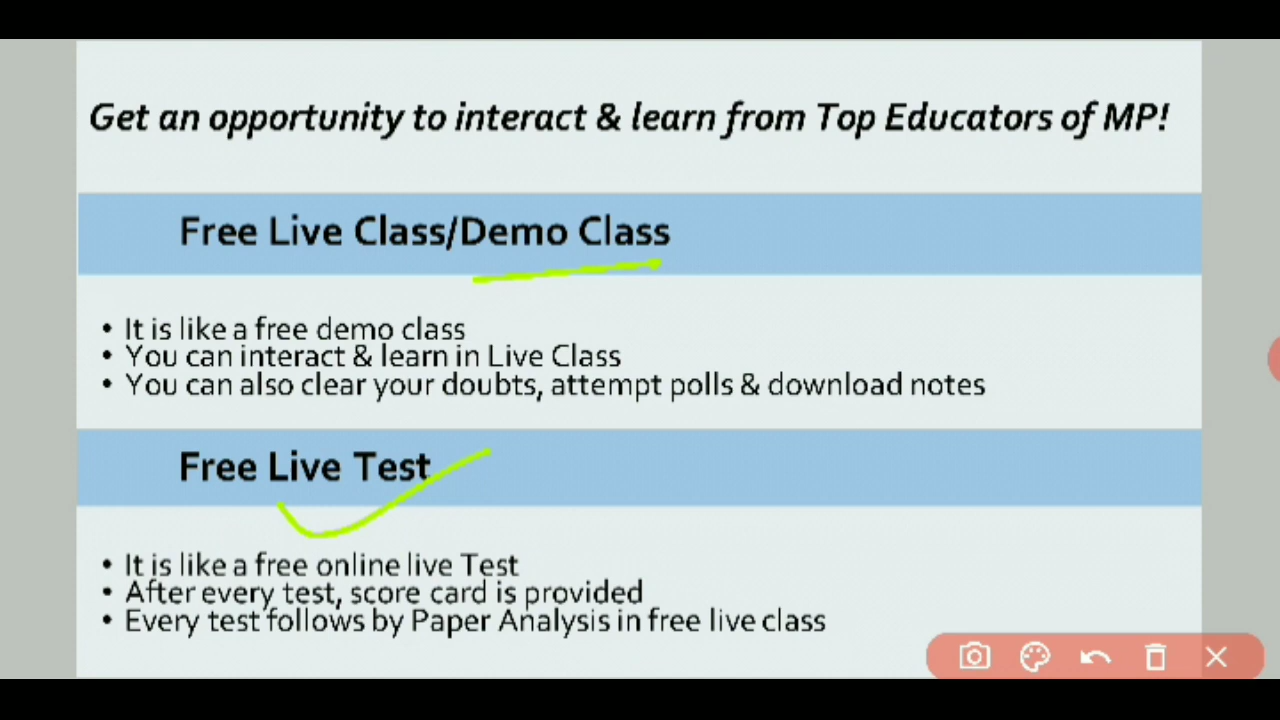 Get an opportunity to interact & learn from Top Educators of MP!
Free Live Class/Demo Class
• It is like a free demo class
• You can interact & learn in Live Class
• You can also clear your doubts, attempt polls & download notes
Free Live Test
• It is like a free online live Test
• After every test, score card is provided
• Every test follows by Paper Analysis in free live class